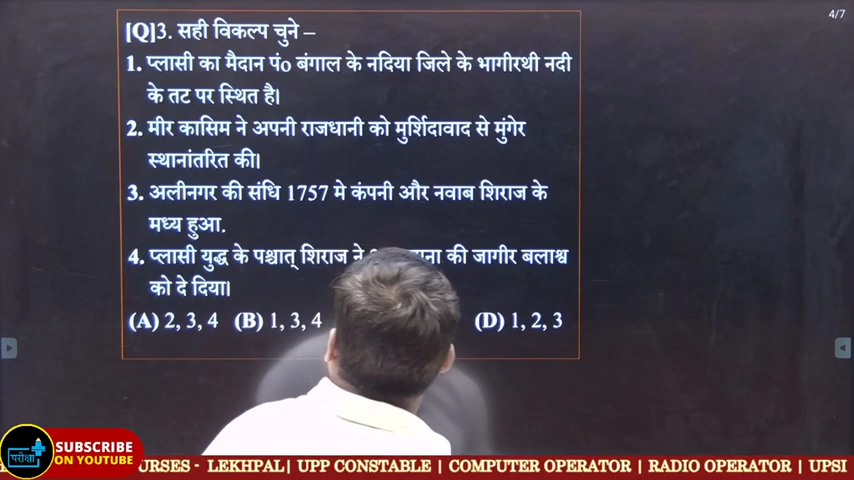 4/7
[Q]3. सही विकल्प चुने –
1. प्लासी का मैदान पंo बंगाल के नदिया जिले के भागीरथी नदी
के तट पर स्थित है।
2. मीर कासिम ने अपनी राजधानी को मुर्शिदावाद से मुंगेर
स्थानांतरित की।
3. अलीनगर की संधि 1757 मे कंपनी और नवाब शिराज के
मध्य हुआ.
4. प्लासी युद्ध के पश्चात् शिराज ने की जागीर बलाश्व
को दे दिया।
(A) 2, 3, 4 (B) 1, 3, 4 (D) 1, 2, 3
परीक्षा
SUBSCRIBE
ON YOUTUBE
URSES - LEKHPAL| UPP CONSTABLE | COMPUTER OPERATOR | RADIO OPERATOR | UPSI